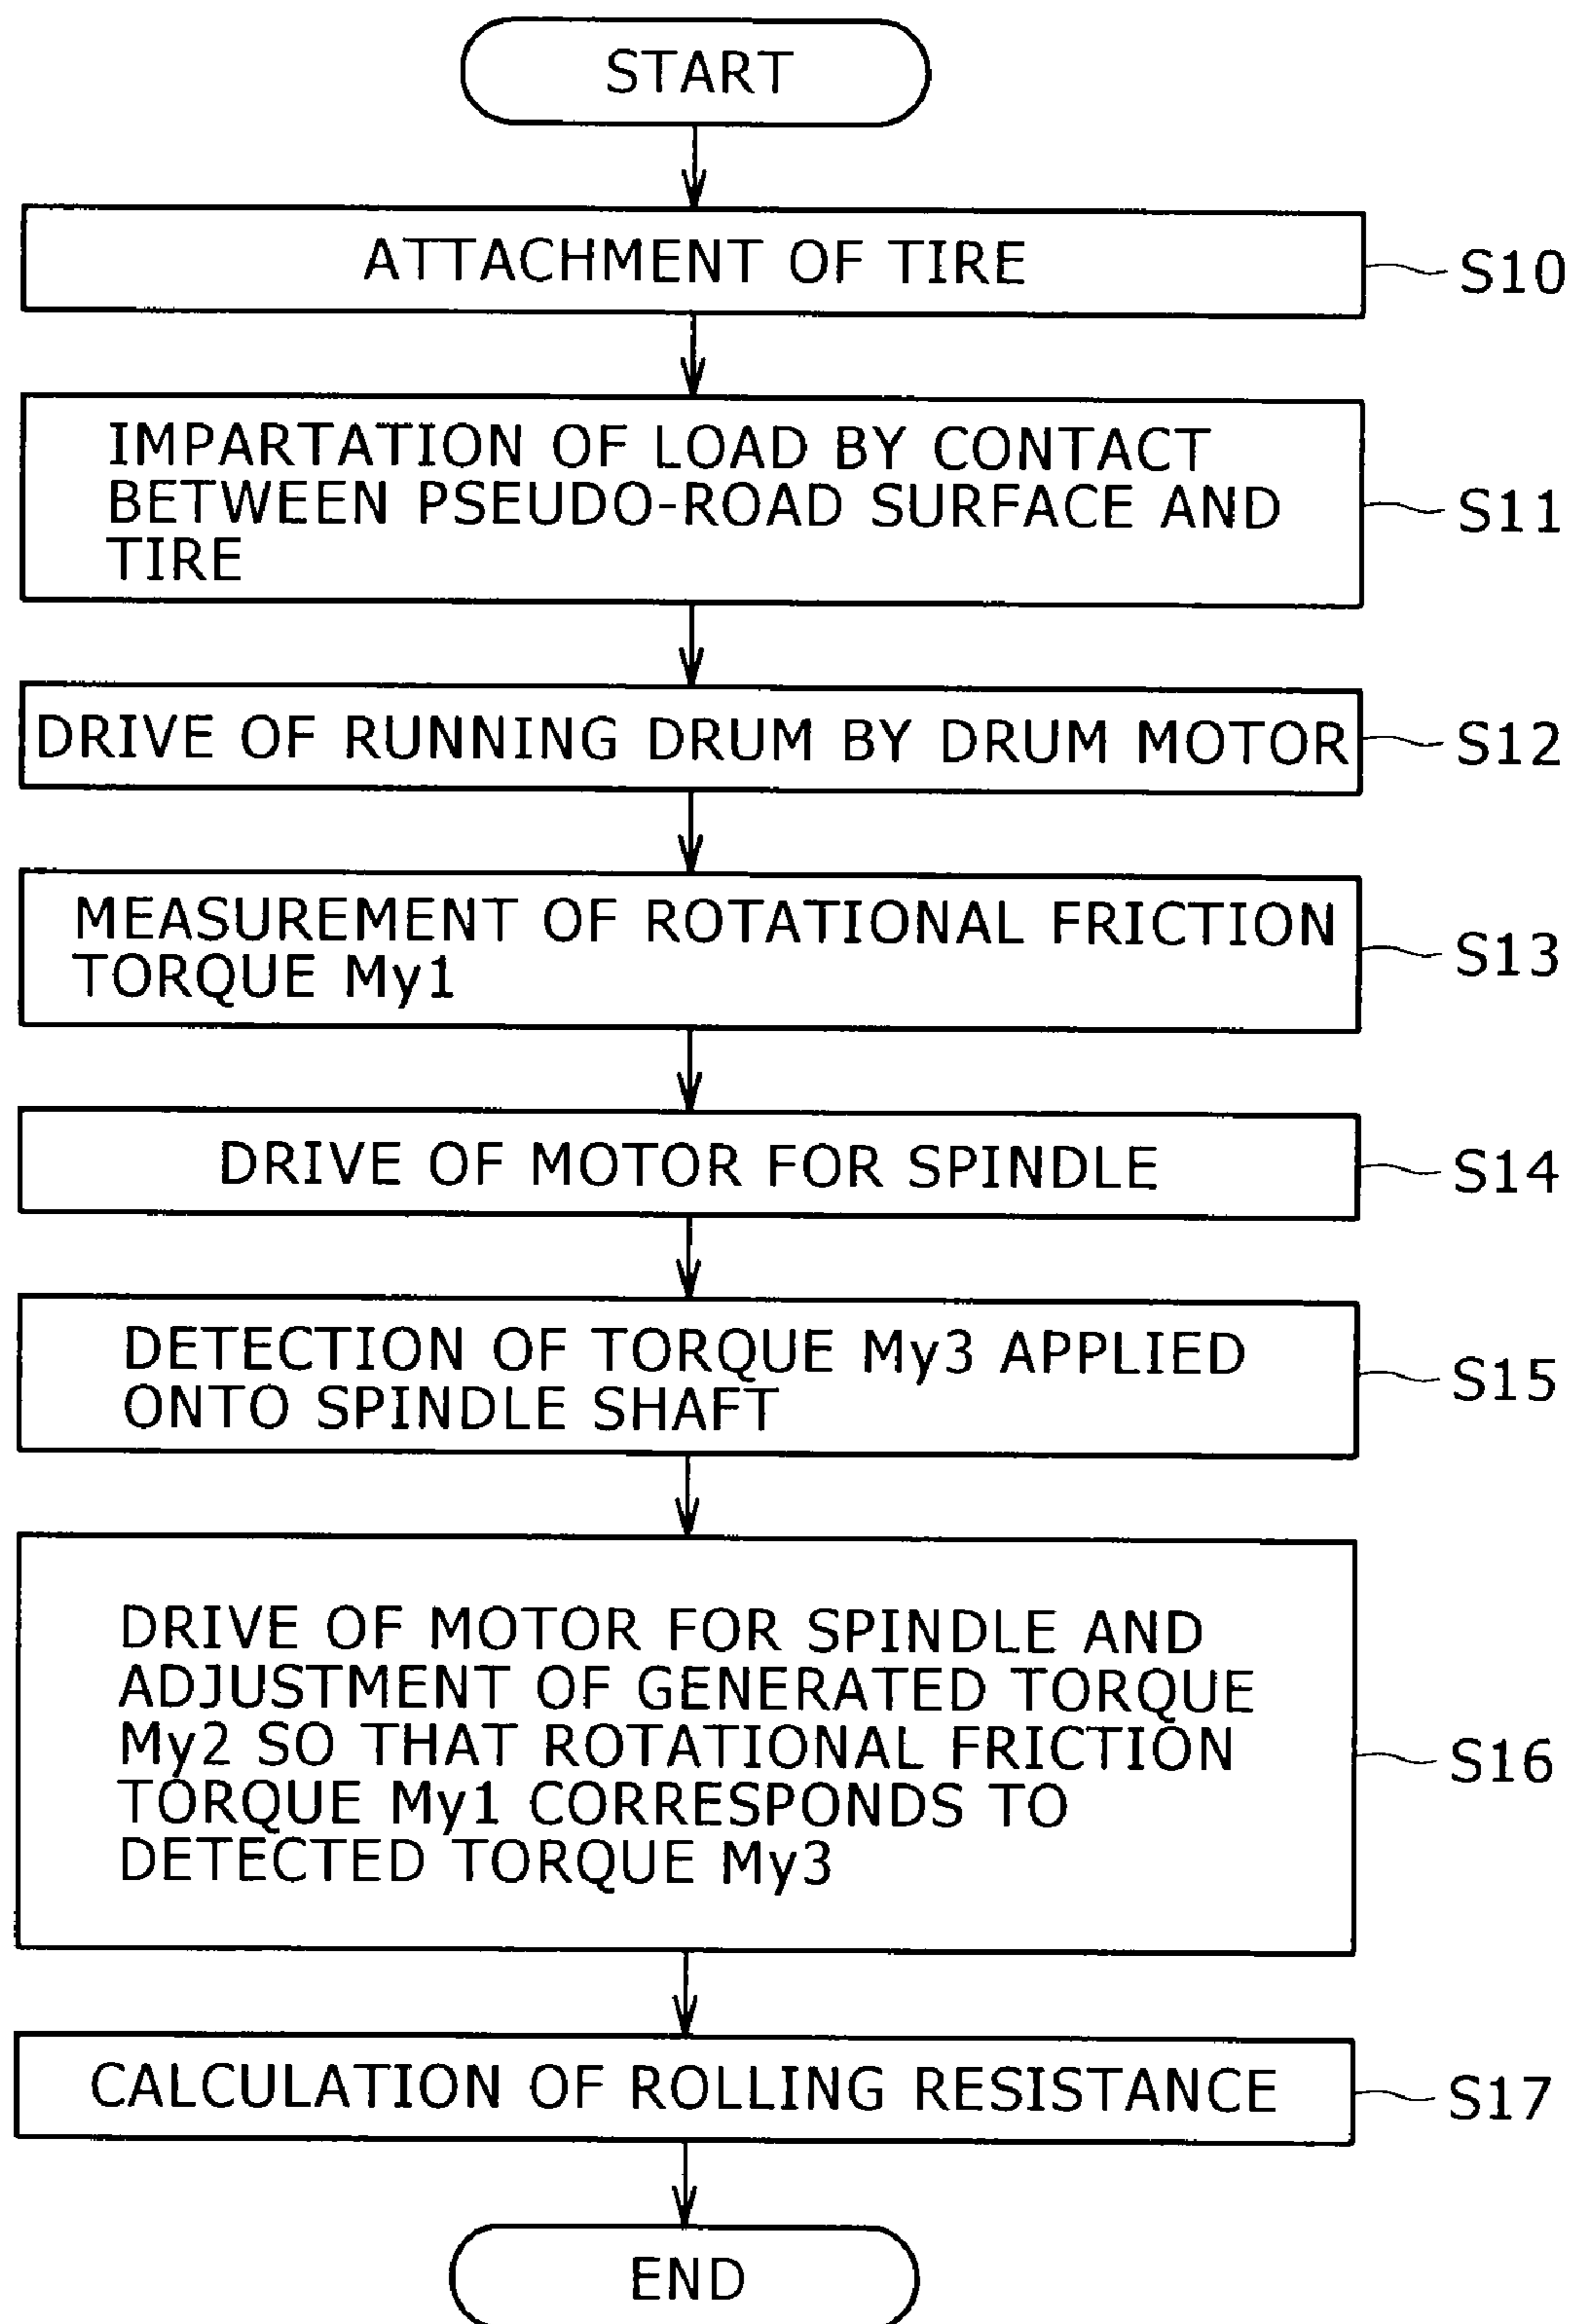 START
ATTACHMENT OF TIRE
S10
IMPARTATION OF LOAD BY CONTACT
BETWEEN PSEUDO-ROAD SURFACE AND
TIRE
S11
DRIVE OF RUNNING DRUM BY DRUM MOTOR
S12
MEASUREMENT OF ROTATIONAL FRICTION
TORQUE My1
S13
DRIVE OF MOTOR FOR SPINDLE
S14
DETECTION OF TORQUE My3 APPLIED
ONTO SPINDLE SHAFT
S15
DRIVE OF MOTOR FOR SPINDLE AND
ADJUSTMENT OF GENERATED TORQUE
My2 SO THAT ROTATIONAL FRICTION
TORQUE My1 CORRESPONDS TO
DETECTED TORQUE My3
S16
CALCULATION OF ROLLING RESISTANCE
S17
END